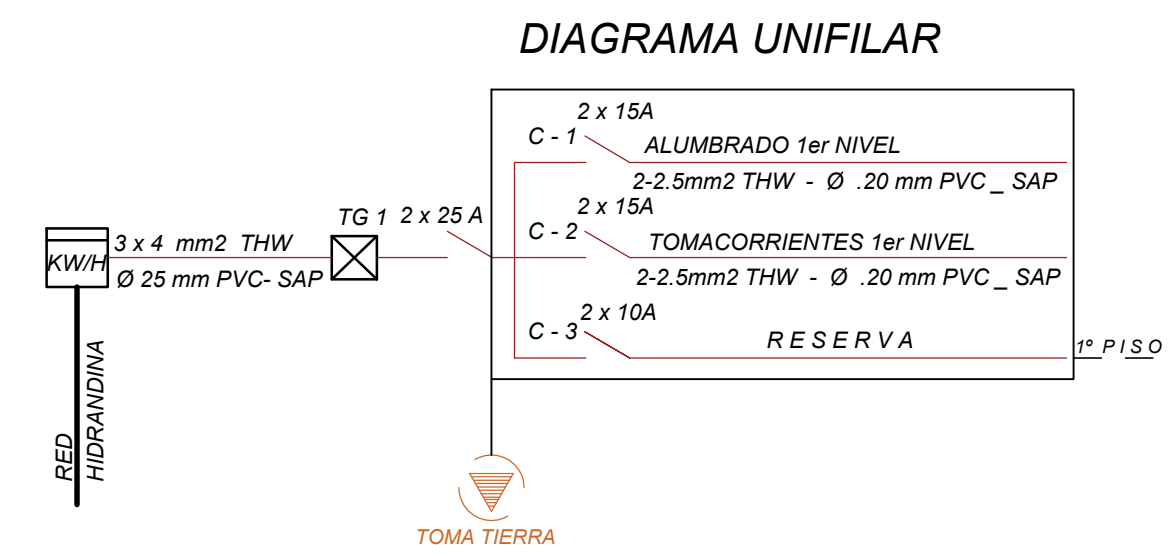 DIAGRAMA UNIFILAR
2 x 15A
C - 1
ALUMBRADO 1er NIVEL
2-2.5mm2 THW - Ø .20 mm PVC _ SAP
TG 1 2 x 25 A
2 x 15A
C - 2
TOMACORRIENTES 1er NIVEL
2-2.5mm2 THW - Ø .20 mm PVC _ SAP
KW/H
3 x 4 mm2 THW
Ø 25 mm PVC- SAP
2 x 10A
C - 3
R E S E R V A
1º P I S O
RED
HIDRANDINA
TOMA TIERRA